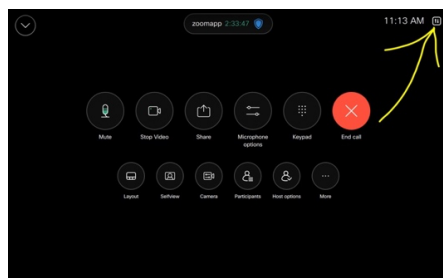 zoomapp 2:33:47
11:13 AM
Mute
Stop Video
Share
Microphone
options
Keypad
End call
Layout
Selfview
Camera
Participants
Host options
More